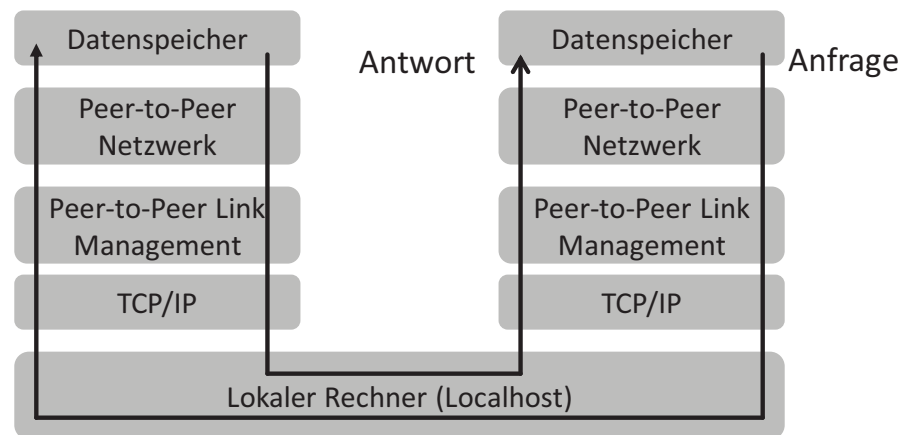 Datenspeicher
Peer-to-Peer
Netzwerk
Peer-to-Peer Link
Management
TCP/IP
Antwort
Datenspeicher
Anfrage
Peer-to-Peer
Netzwerk
Peer-to-Peer Link
Management
TCP/IP
Lokaler Rechner (Localhost)